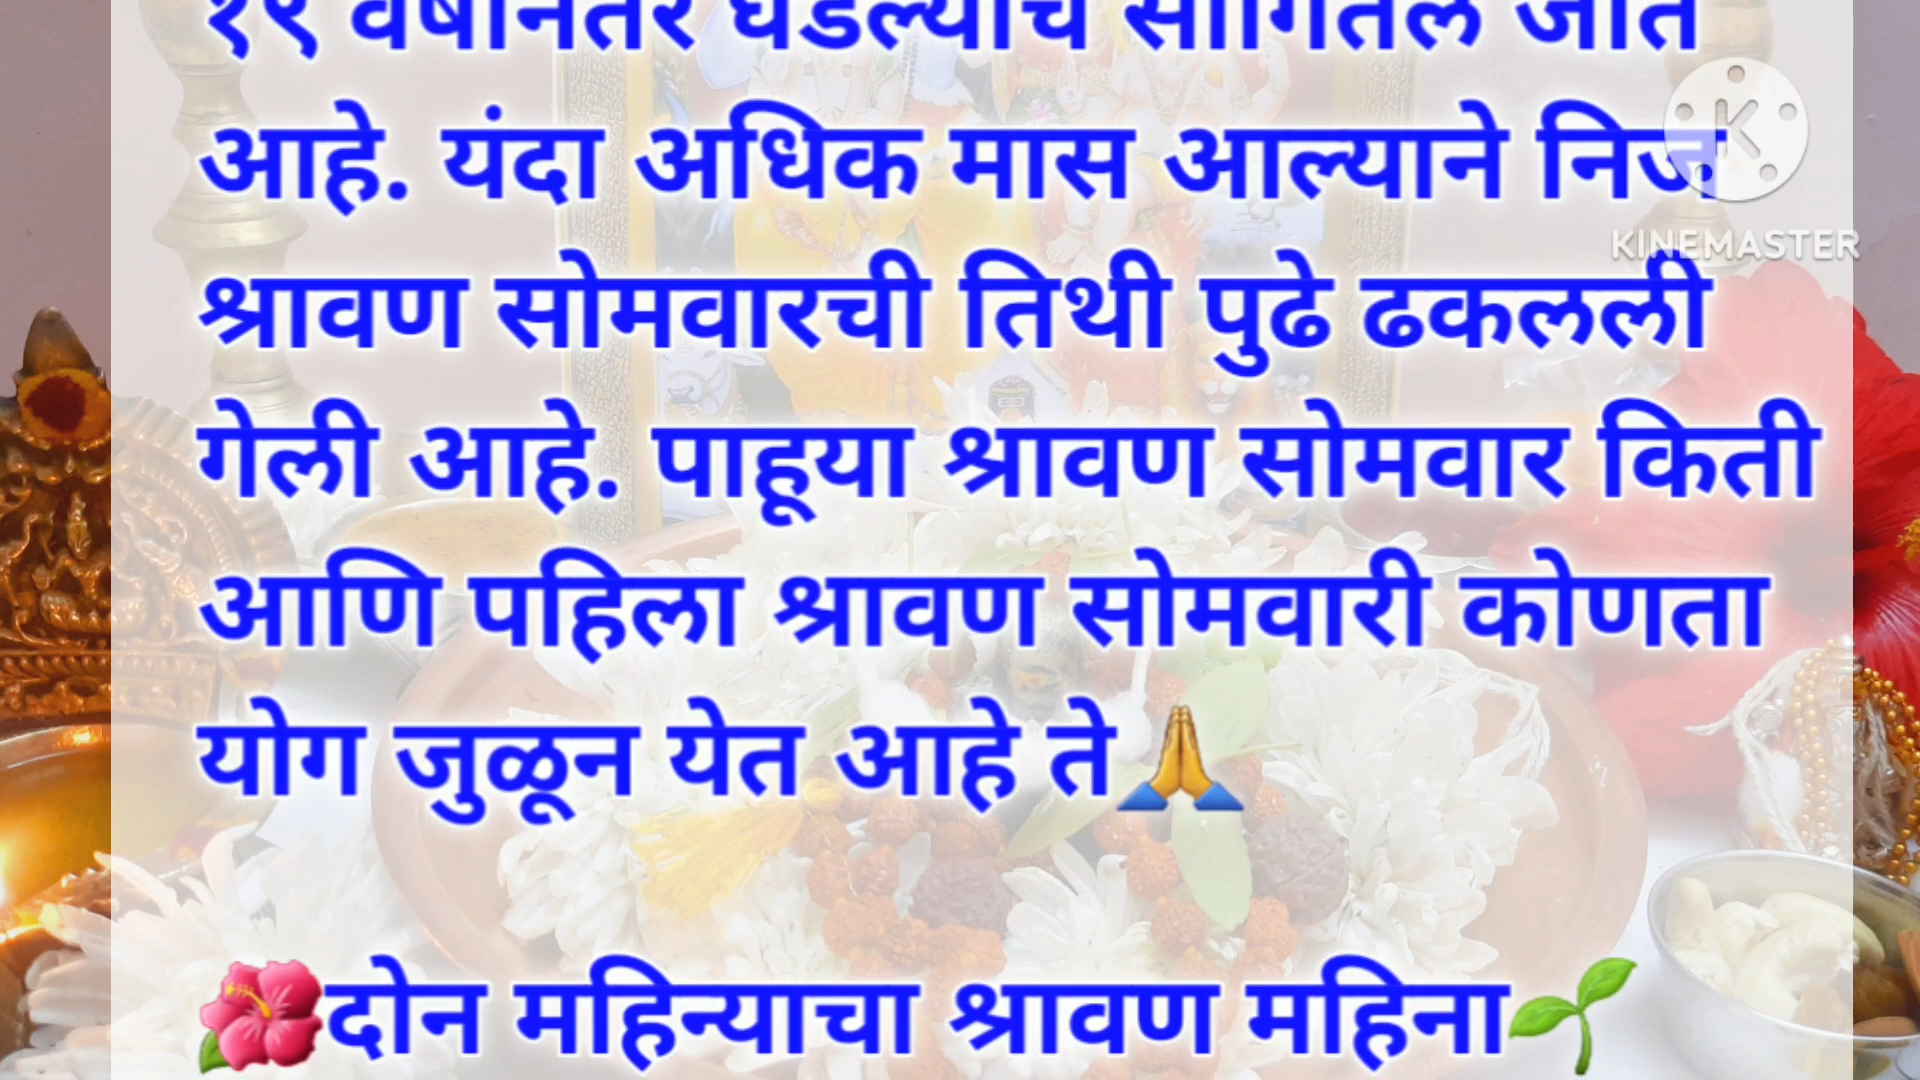 १९ वर्षांनंतर घडल्याचे सांगितले जात
आहे. यंदा अधिक मास आल्याने निज
श्रावण सोमवारची तिथी पुढे ढकलली
गेली आहे. पाहूया श्रावण सोमवार किती
आणि पहिला श्रावण सोमवारी कोणता
योग जुळून येत आहे ते🙏
🌺दोन महिन्याचा श्रावण महिना🌱
K
KINEMASTER